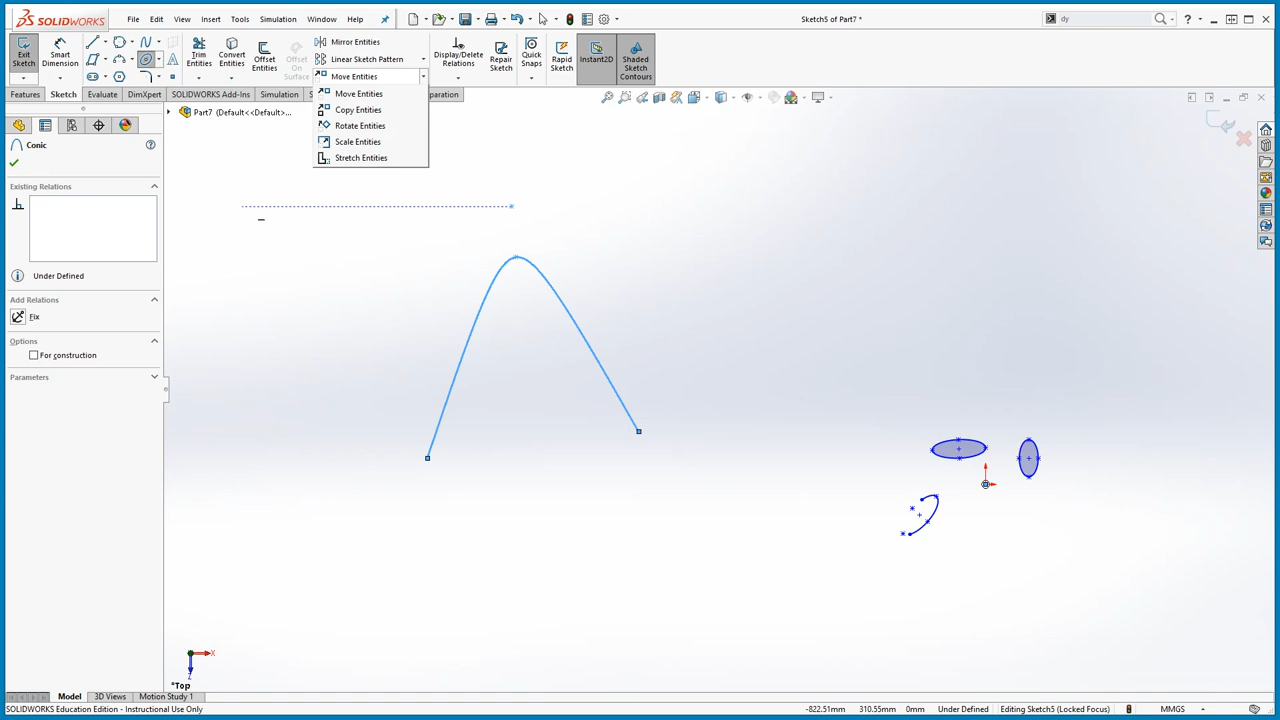 SOLIDWORKS
File Edit View Insert Tools Simulation Window Help
Sketch5 of Part7 *
dy
Exit Sketch
Smart Dimension
Trim Entities
Convert Entities
Offset Entities
Offset On Surface
Mirror Entities
Linear Sketch Pattern
Move Entities
Display/Delete Relations
Repair Sketch
Quick Snaps
Rapid Sketch
Instant2D
Shaded Sketch Contours
Move Entities
Copy Entities
Rotate Entities
Scale Entities
Stretch Entities
Features Sketch Evaluate DimXpert SOLIDWORKS Add-Ins Simulation S paration
Part7 (Default<<Default>...
Conic
Existing Relations
Under Defined
Add Relations
Fix
Options
For construction
Parameters
X
Z
*Top
Model 3D Views Motion Study 1
SOLIDWORKS Education Edition - Instructional Use Only
-822.51mm 310.55mm 0mm Under Defined Editing Sketch5 (Locked Focus) MMGS